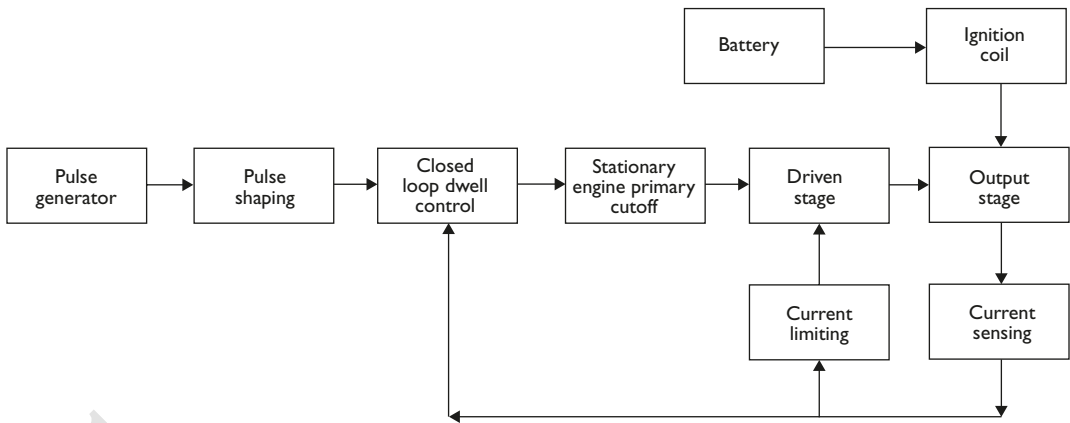 Battery
Ignition
coil
Pulse
generator
Pulse
shaping
Closed
loop dwell
control
Stationary
engine primary
cutoff
Driven
stage
Output
stage
Current
limiting
Current
sensing